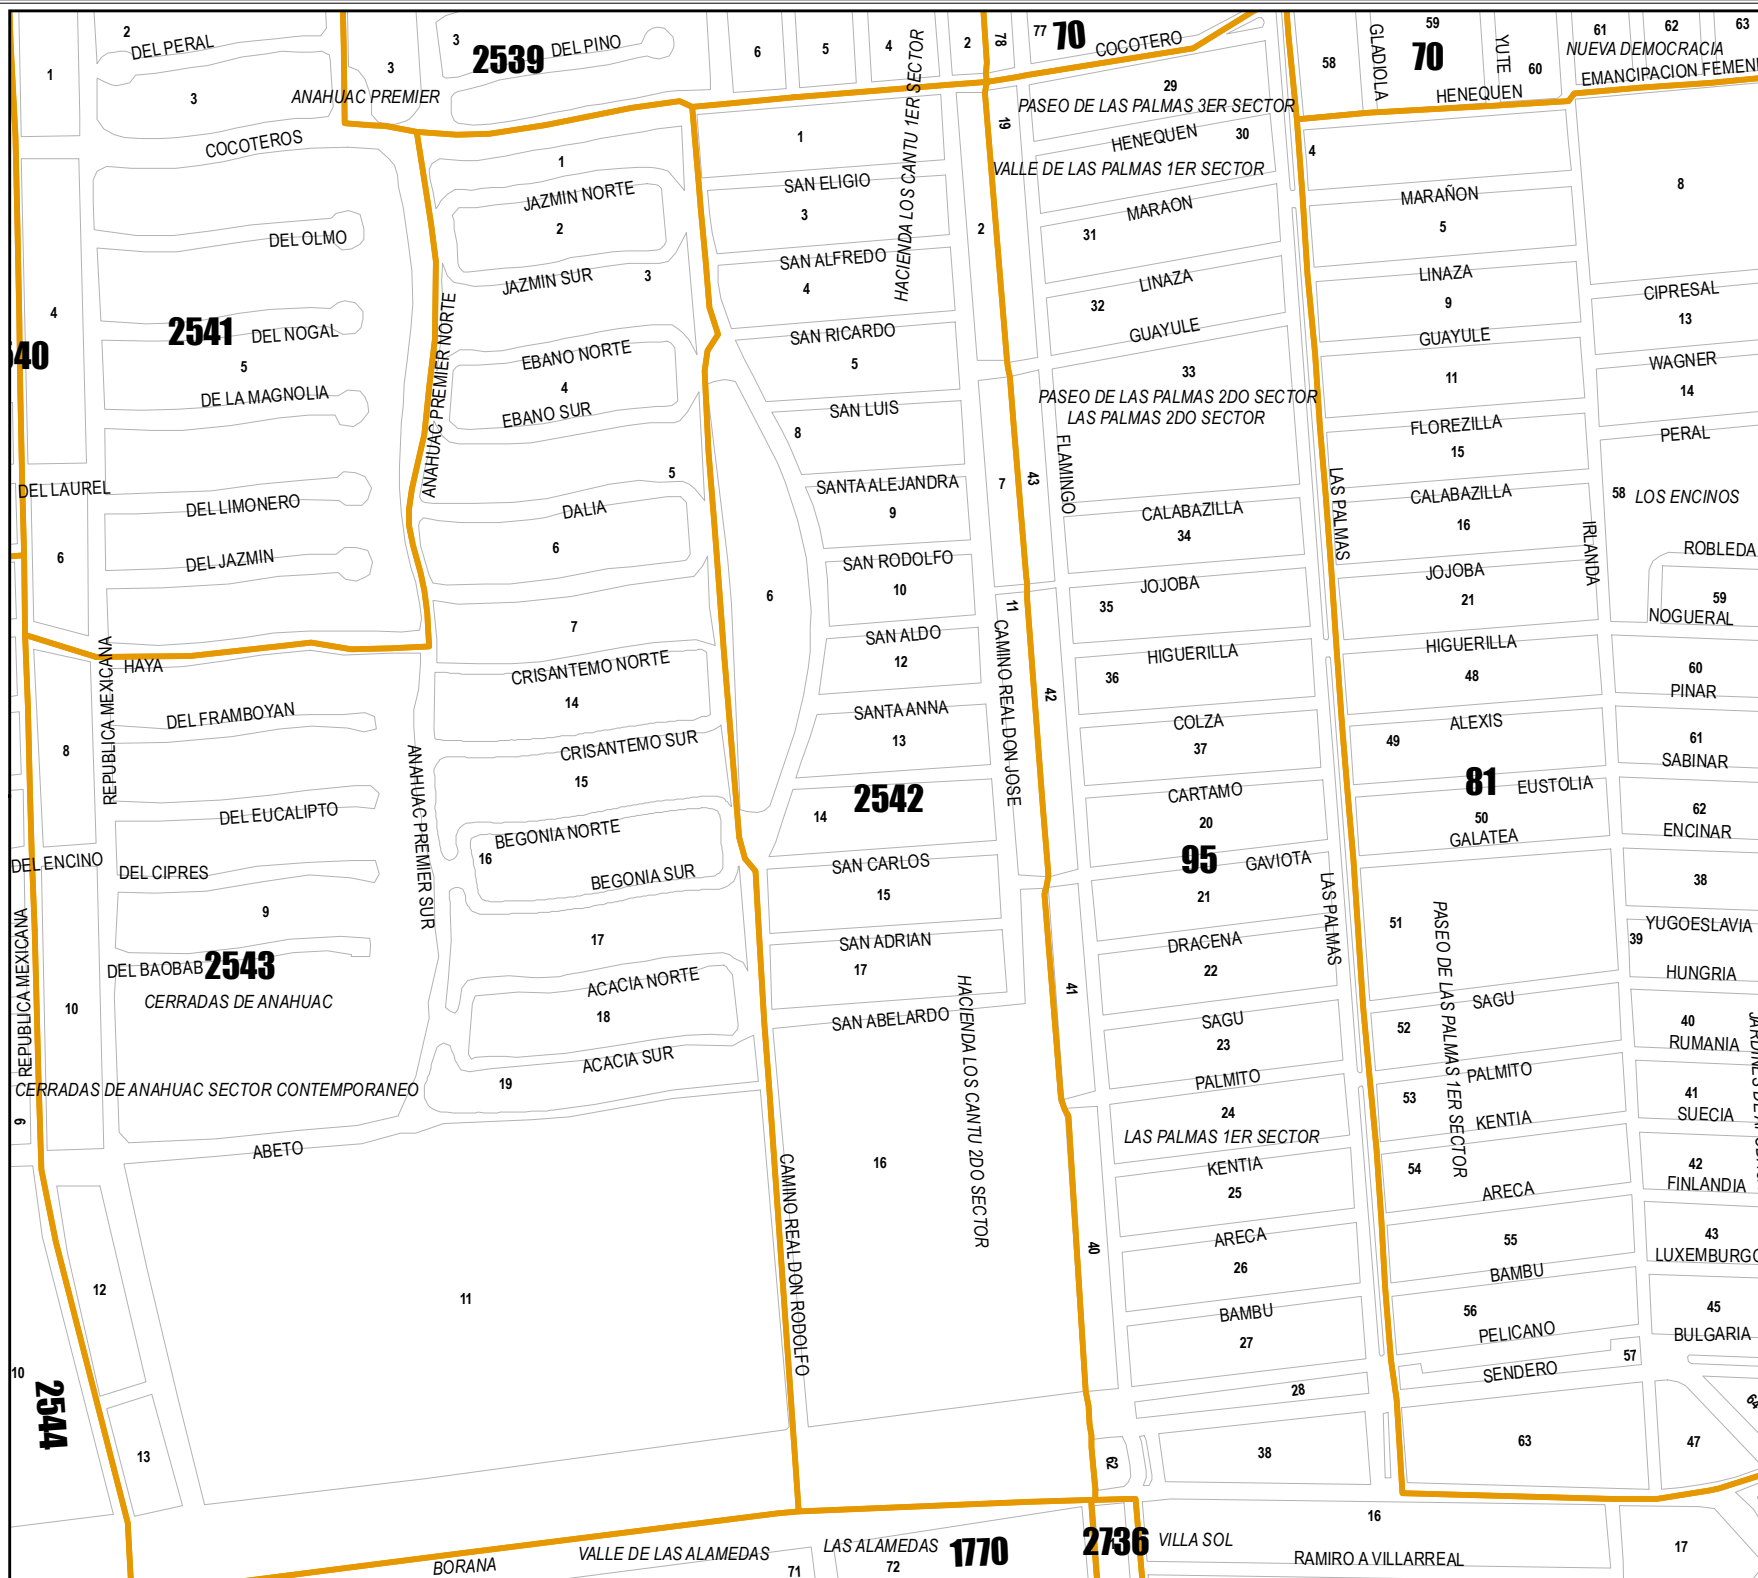 2
DEL PERAL
3
2539
DEL PINO
6
5
4
2
78
77
70
COCOTERO
GLADIOLA
59
70
YUTE
61
62
63
NUEVA DEMOCRACIA
1
3
3
ANAHUAC PREMIER
58
60
EMANCIPACION FEMENI
HENEQUEN
29
PASEO DE LAS PALMAS 3ER SECTOR
COCOTEROS
1
1
HACIENDA LOS CANTU 1ER SECTOR
19
HENEQUEN
30
VALLE DE LAS PALMAS 1ER SECTOR
4
JAZMIN NORTE
2
SAN ELIGIO
3
MARAON
31
MARAÑON
5
8
DEL OLMO
2
SAN ALFREDO
4
JAZMIN SUR
3
LINAZA
32
LINAZA
9
CIPRESAL
13
4
2541
DEL NOGAL
ANAHUAC PREMIER NORTE
SAN RICARDO
5
GUAYULE
GUAYULE
540
5
EBANO NORTE
4
33
11
WAGNER
14
DE LA MAGNOLIA
EBANO SUR
SAN LUIS
8
PASEO DE LAS PALMAS 2DO SECTOR
LAS PALMAS 2DO SECTOR
FLOREZILLA
15
PERAL
FLAMINGO
LAS PALMAS
DEL LAUREL
DEL LIMONERO
5
SANTA ALEJANDRA
9
7
43
CALABAZILLA
34
CALABAZILLA
16
58
LOS ENCINOS
IRLANDA
DALIA
6
6
DEL JAZMIN
SAN RODOLFO
10
6
JOJOBA
35
JOJOBA
21
ROBLEDA
59
NOGUERAL
7
11
CAMINO REAL DON JOSE
HAYA
REPUBLICA MEXICANA
CRISANTEMO NORTE
14
SAN ALDO
12
HIGUERILLA
36
42
HIGUERILLA
48
60
PINAR
DEL FRAMBOYAN
SANTA ANNA
13
COLZA
37
ALEXIS
49
61
SABINAR
8
ANAHUAC PREMIER SUR
CRISANTEMO SUR
15
2542
14
CARTAMO
20
81
EUSTOLIA
50
GALATEA
62
ENCINAR
DEL EUCALIPTO
BEGONIA NORTE
16
95
GAVIOTA
DEL ENCINO
DEL CIPRES
BEGONIA SUR
SAN CARLOS
15
21
LAS PALMAS
38
9
51
PASEO DE LAS PALMAS 1ER SECTOR
39
YUGOESLAVIA
REPUBLICA MEXICANA
DEL BAOBAB
2543
17
SAN ADRIAN
17
DRACENA
22
HUNGRIA
CERRADAS DE ANAHUAC
10
ACACIA NORTE
18
HACIENDA LOS CANTU 2DO SECTOR
41
SAN ABELARDO
SAGU
23
SAGU
52
40
RUMANIA
ACACIA SUR
19
CERRADAS DE ANAHUAC SECTOR CONTEMPORANEO
PALMITO
24
PALMITO
53
41
SUECIA
9
KENTIA
LAS PALMAS 1ER SECTOR
ABETO
CAMINO REAL DON RODOLFO
16
KENTIA
25
54
42
FINLANDIA
ARECA
ARECA
26
40
55
43
LUXEMBURGO
12
11
BAMBU
BAMBU
27
56
45
BULGARIA
PELICANO
57
10
2544
SENDERO
28
64
13
62
38
63
47
16
2736
VILLA SOL
RAMIRO A VILLARREAL
17
BORANA
VALLE DE LAS ALAMEDAS
71
LAS ALAMEDAS
72
1770